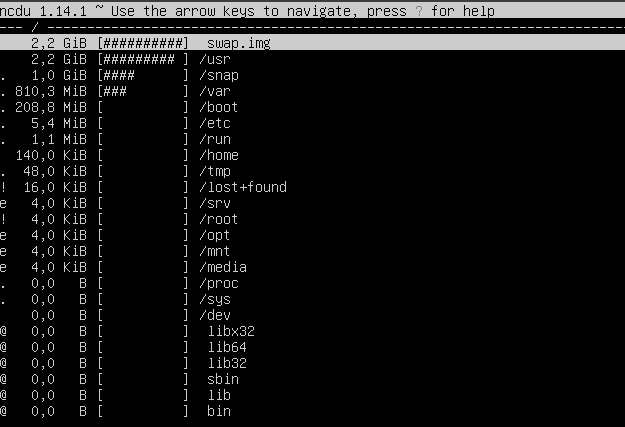 ncdu 1.14.1 ~ Use the arrow keys to navigate, press ? for help
--- / ----------------------------------------------------------------------
    2,2 GiB [##########]  swap.img
    2,2 GiB [######### ] /usr
.   1,0 GiB [####      ] /snap
. 810,3 MiB [###       ] /var
. 208,8 MiB [          ] /boot
.   5,4 MiB [          ] /etc
.   1,1 MiB [          ] /run
  140,0 KiB [          ] /home
.  48,0 KiB [          ] /tmp
!  16,0 KiB [          ] /lost+found
e   4,0 KiB [          ] /srv
!   4,0 KiB [          ] /root
e   4,0 KiB [          ] /opt
e   4,0 KiB [          ] /mnt
e   4,0 KiB [          ] /media
.   0,0   B [          ] /proc
.   0,0   B [          ] /sys
    0,0   B [          ] /dev
@   0,0   B [          ]  libx32
@   0,0   B [          ]  lib64
@   0,0   B [          ]  lib32
@   0,0   B [          ]  sbin
@   0,0   B [          ]  lib
@   0,0   B [          ]  bin